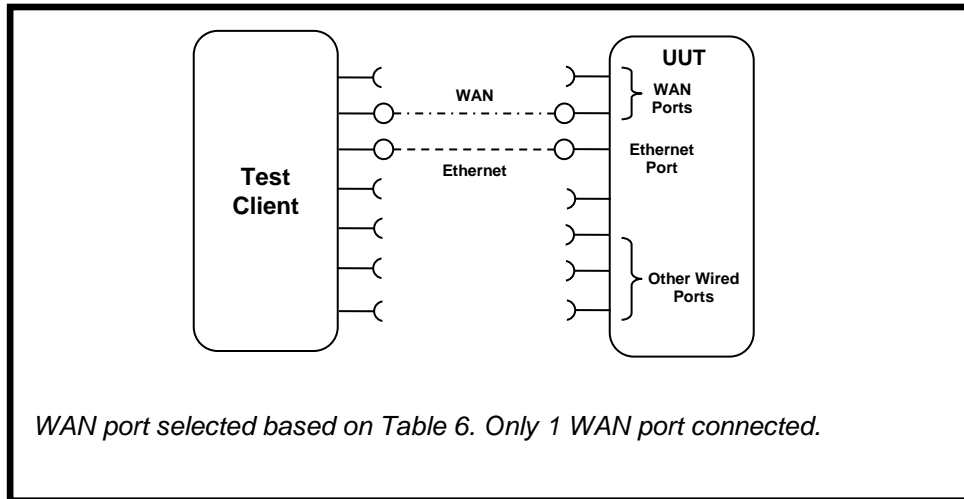 UUT
WAN
WAN
Ports
Ethernet
Port
Ethernet
Test
Client
Other Wired
Ports
WAN port selected based on Table 6. Only 1 WAN port connected.